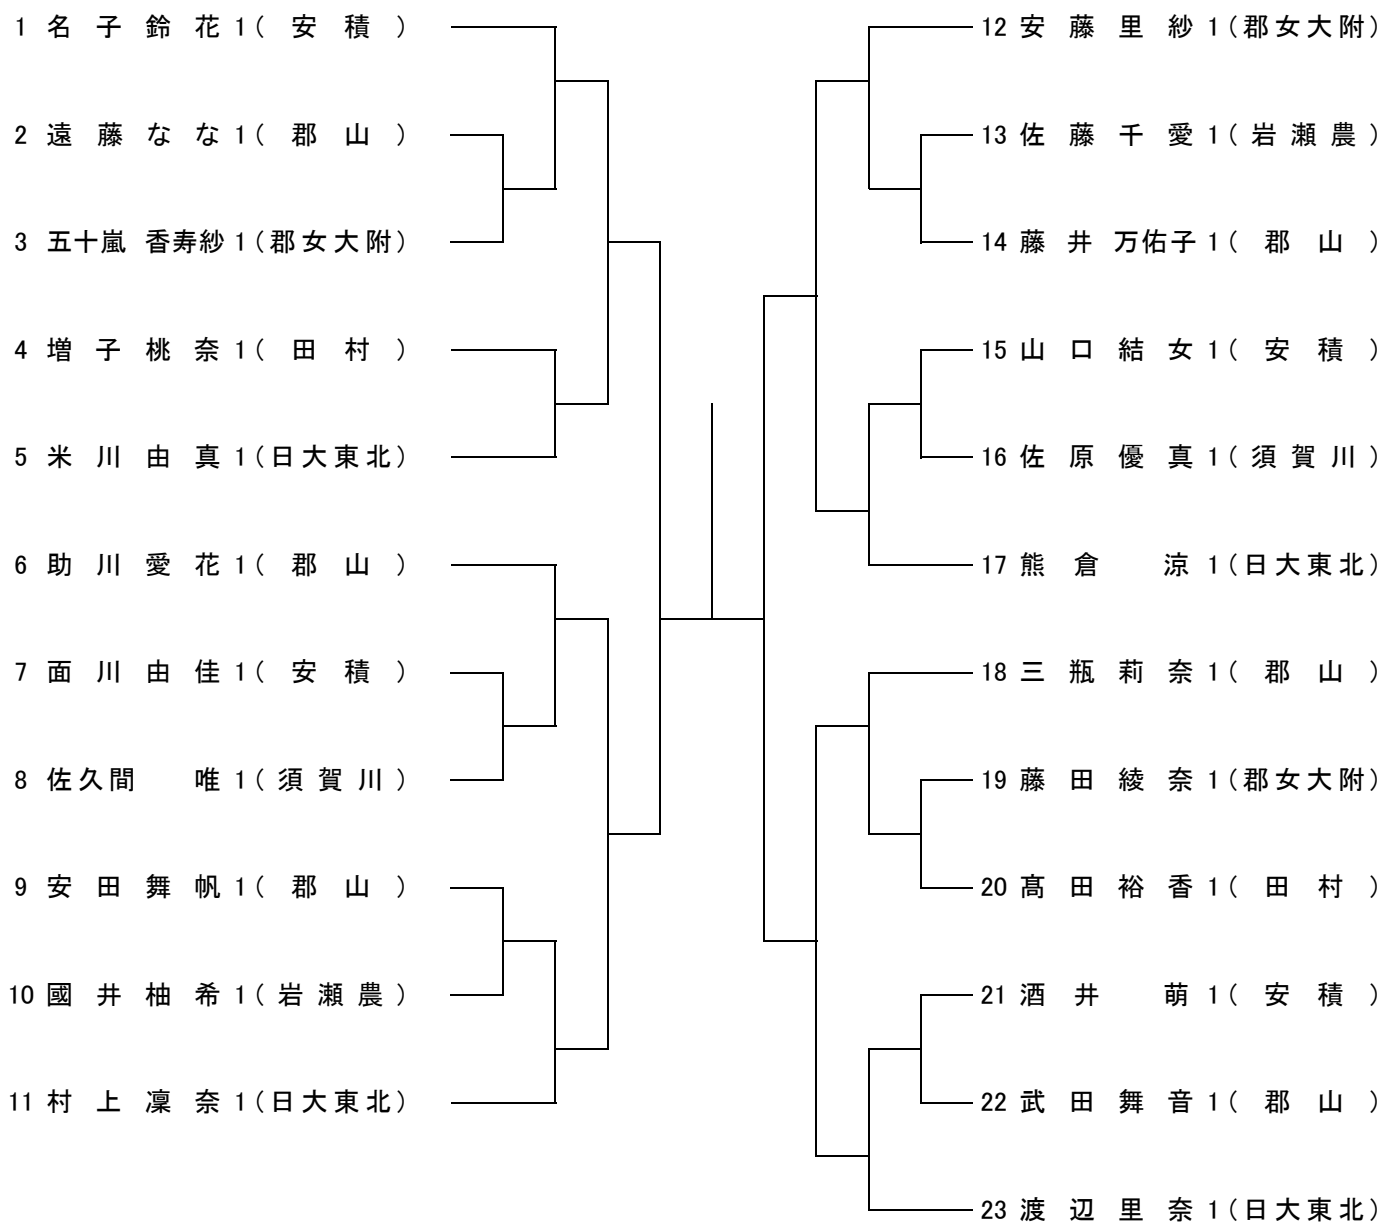 1 名子鈴花 1 ( 安積 )
2 遠藤なな 1 ( 郡山 )
3 五十嵐 香寿紗 1 (郡女大附)
4 増子桃奈 1 ( 田村 )
5 米川由真 1 (日大東北)
6 助川愛花 1 ( 郡山 )
7 面川由佳 1 ( 安積 )
8 佐久間 唯 1 ( 須賀川 )
9 安田舞帆 1 ( 郡山 )
10 國井柚希 1 ( 岩瀬農 )
11 村上凜奈 1 (日大東北)
12 安藤里紗 1 (郡女大附)
13 佐藤千愛 1 ( 岩瀬農 )
14 藤井万佑子 1 ( 郡山 )
15 山口結女 1 ( 安積 )
16 佐原優真 1 ( 須賀川 )
17 熊倉 涼 1 (日大東北)
18 三瓶莉奈 1 ( 郡山 )
19 藤田綾奈 1 (郡女大附)
20 髙田裕香 1 ( 田村 )
21 酒井 萌 1 ( 安積 )
22 武田舞音 1 ( 郡山 )
23 渡辺里奈 1 (日大東北)